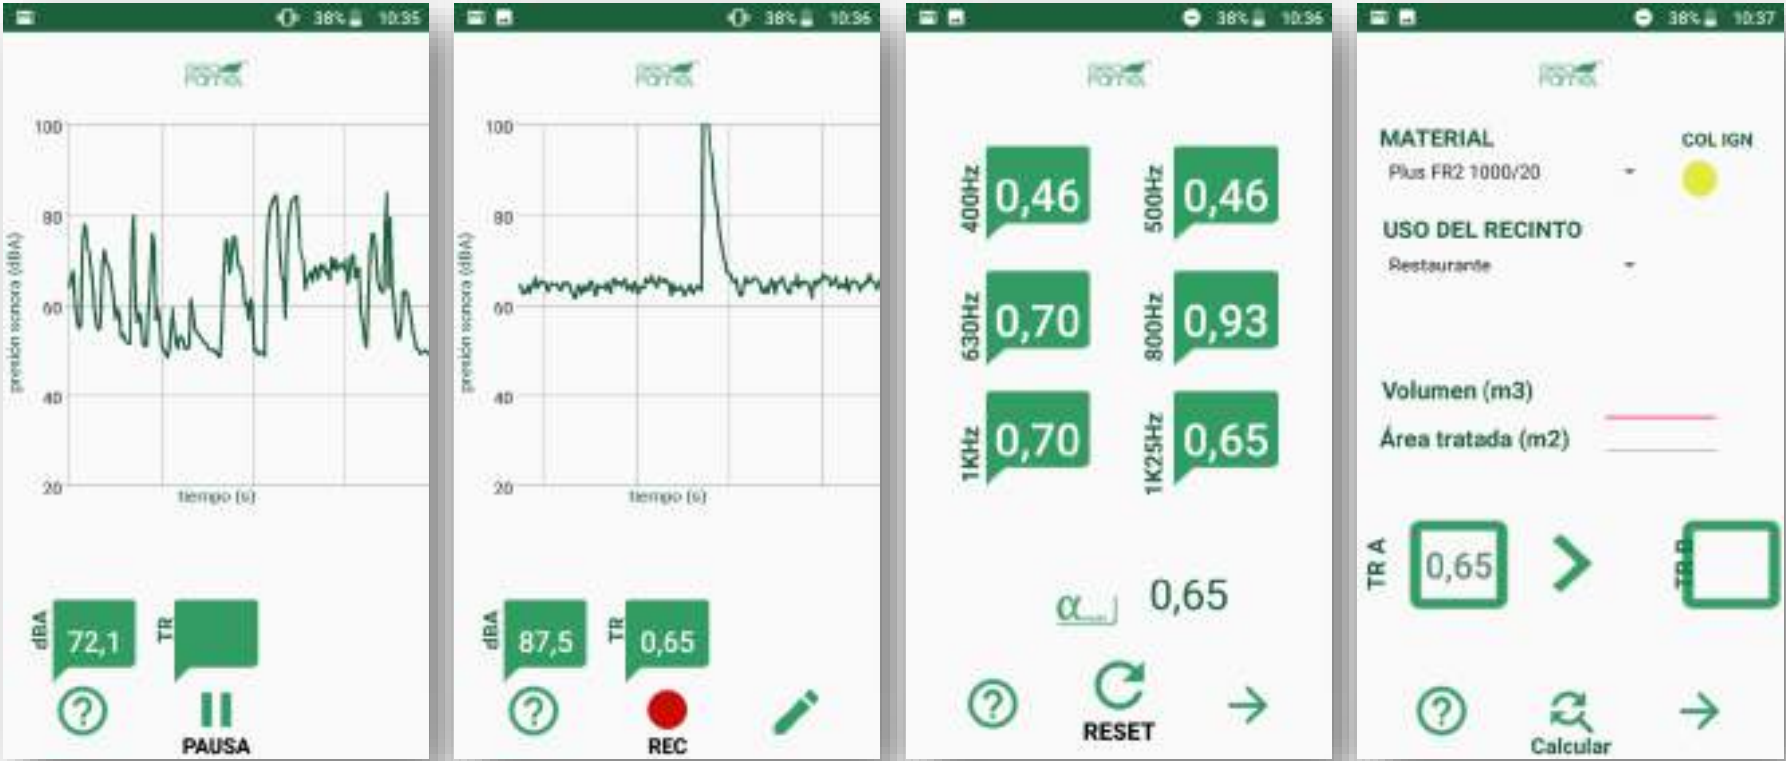 38% 10:35
100
80
60
40
20
presión sonora (dBA)
tiempo (s)
dBA
72,1
TR
?
PAUSA
38% 10:36
100
80
60
40
20
presión sonora (dBA)
tiempo (s)
dBA
87,5
TR
0,65
?
REC
38% 10:36
400Hz
0,46
500Hz
0,46
630Hz
0,70
800Hz
0,93
1KHz
0,70
1K25Hz
0,65
α
0,65
?
RESET
38% 10:37
MATERIAL
COL IGN
Plus FR2 1000/20
USO DEL RECINTO
Restaurante
Volumen (m3)
Área tratada (m2)
TR A
0,65
TR D
?
Calcular